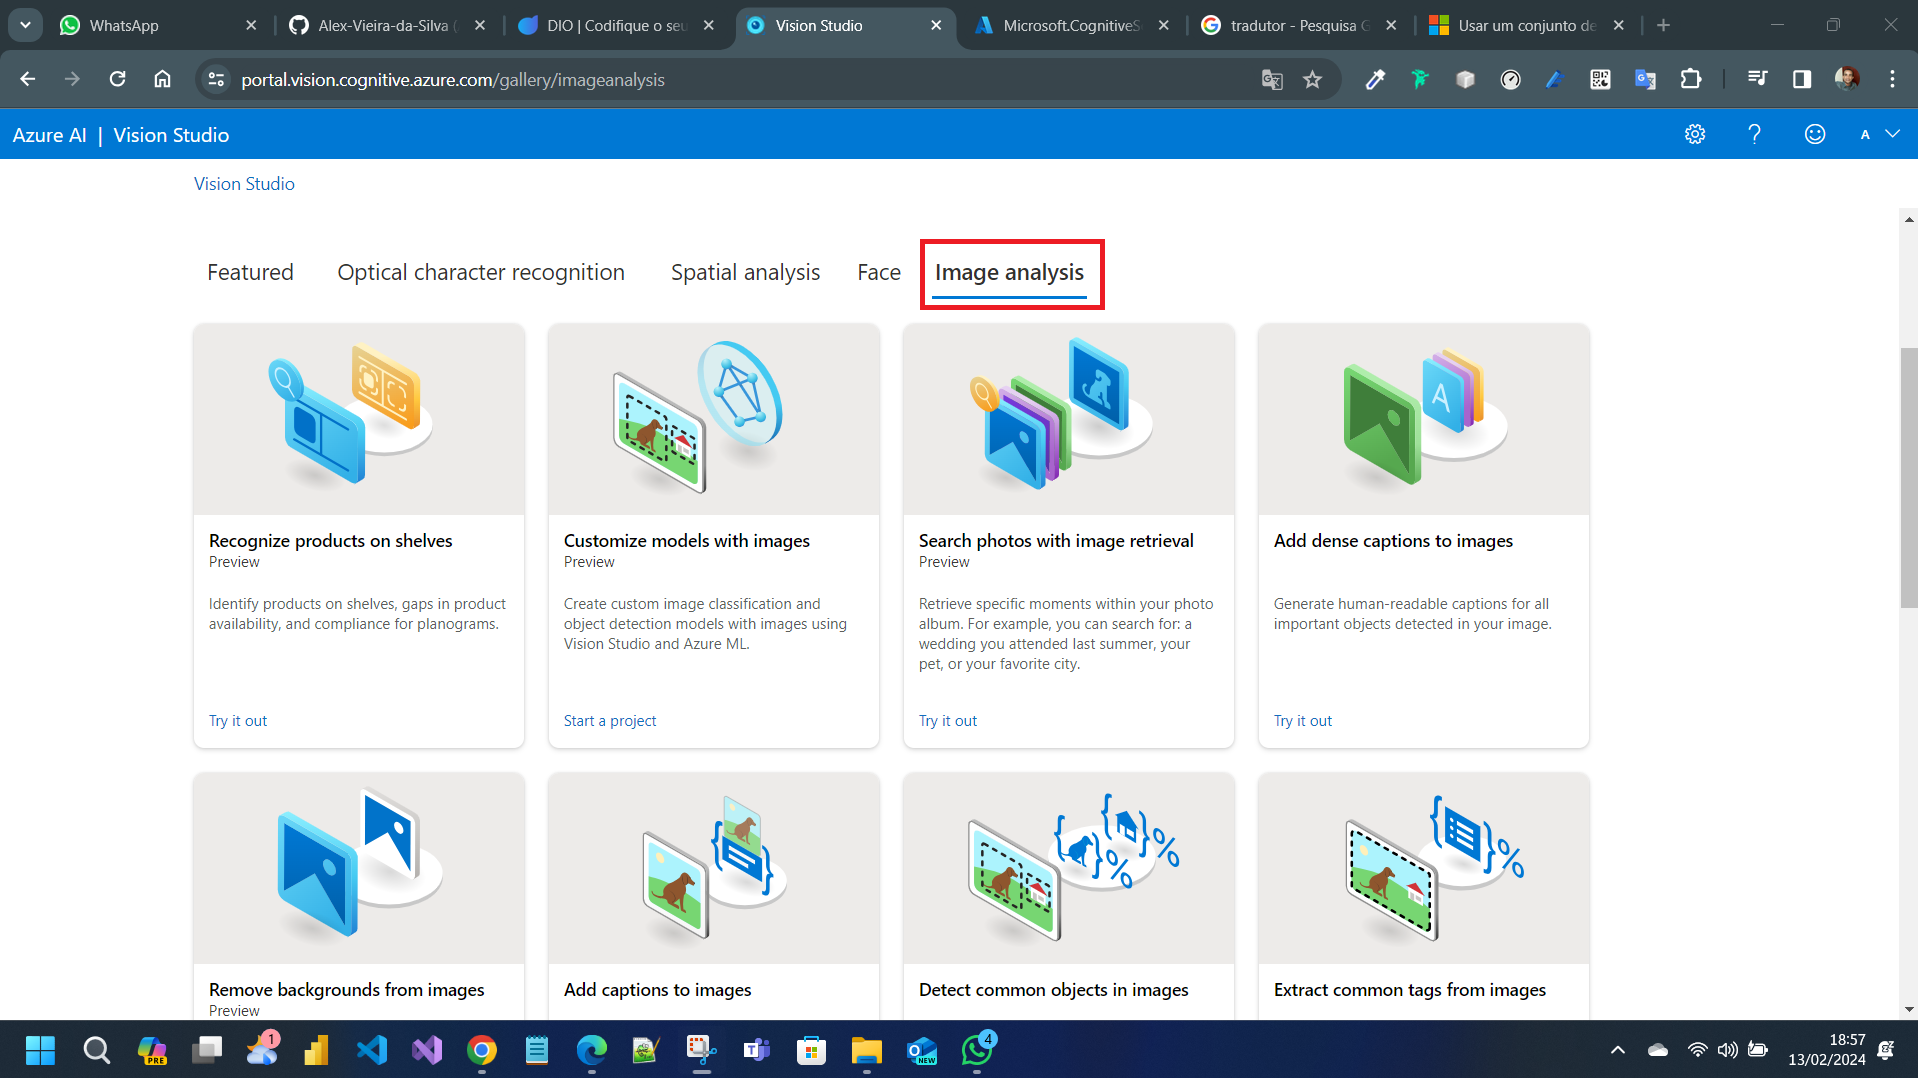 WhatsApp
Alex-Vieira-da-Silva (
DIO | Codifique o seu
Vision Studio
Microsoft.CognitiveS
tradutor - Pesquisa G
Usar um conjunto de
portal.vision.cognitive.azure.com/gallery/imageanalysis
Azure AI | Vision Studio
A
Vision Studio
Featured
Optical character recognition
Spatial analysis
Face
Image analysis
Recognize products on shelves
Preview
Identify products on shelves, gaps in product
availability, and compliance for planograms.
Try it out
Customize models with images
Preview
Create custom image classification and
object detection models with images using
Vision Studio and Azure ML.
Start a project
Search photos with image retrieval
Preview
Retrieve specific moments within your photo
album. For example, you can search for: a
wedding you attended last summer, your
pet, or your favorite city.
Try it out
A
Add dense captions to images
Generate human-readable captions for all
important objects detected in your image.
Try it out
Remove backgrounds from images
Preview
Add captions to images
{ } { } % %
Detect common objects in images
{ } %
Extract common tags from images
PRE
1
NEW
4
18:57
13/02/2024